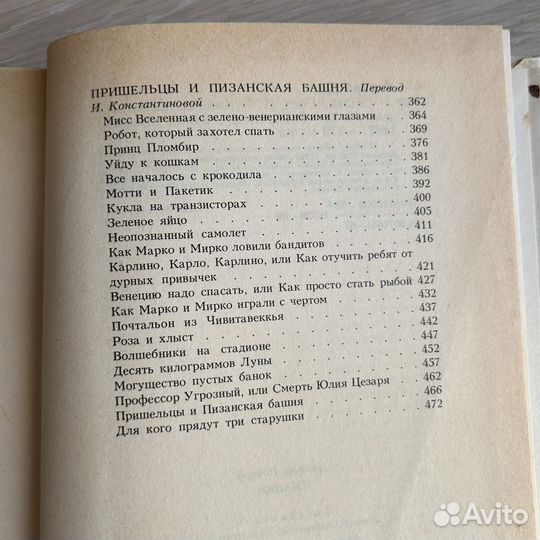 ПРИШЕЛЬЦЫ И ПИЗАНСКАЯ БАШНЯ. Перевод
И. Константиновой . . . . . . . . . . . 362
Мисс Вселенная с зелено-венерианскими глазами . . 364
Робот, который захотел спать . . . . . . . . 369
Принц Пломбир . . . . . . . . . . . 376
Уйду к кошкам . . . . . . . . . . . 381
Все началось с крокодила . . . . . . . . 386
Мотти и Пакетик . . . . . . . . . . . 392
Кукла на транзисторах . . . . . . . . . 400
Зеленое яйцо . . . . . . . . . . . 405
Неопознанный самолет . . . . . . . . . 411
Как Марко и Мирко ловили бандитов . . . . . 416
Карлино, Карло, Карлино, или Как отучить ребят от
дурных привычек . . . . . . . . . . 421
Венецию надо спасать, или Как просто стать рыбой 427
Как Марко и Мирко играли с чертом . . . . . 432
Почтальон из Чивитавеккья . . . . . . . 437
Роза и хлыст . . . . . . . . . . . 442
Волшебники на стадионе . . . . . . . . 447
Десять килограммов Луны . . . . . . . . 452
Могущество пустых банок . . . . . . . . 457
Профессор Угрозный, или Смерть Юлия Цезаря . . 462
Пришельцы и Пизанская башня . . . . . . 466
Для кого прядут три старушки . . . . . . 472
Avito